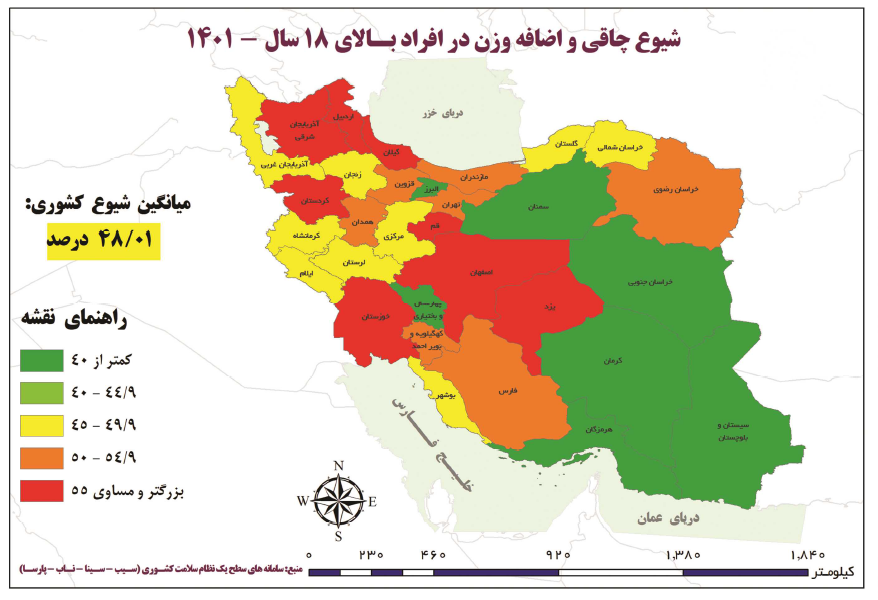 شیوع چاقی و اضافه وزن در افراد بـــالای ۱۸ سال - ۱۴۰۱
دریای خزر
اردبیل
آذربایجان
شرقی
گیلان
آذربایجان غربی
زنجان
گلستان
خراسان شمالی
مازندران
قزوین
البرز
تهران
سمنان
خراسان رضوی
کردستان
همدان
مرکزی
قم
کرمانشاه
لرستان
ایلام
اصفهان
خراسان جنوبی
یزد
چهارمحال
و بختیاری
خوزستان
کهگیلویه و
بویر احمد
کرمان
فارس
بوشهر
هرمزگان
سیستان و
بلوچستان
خلیـــج فــــارس
دریای عمان
میانگین شیوع کشوری:
۴۸/۰۱ درصد
راهنمای نقشه
کمتر از ۴۰
۴۰ - ۴۴/۹
۴۵ - ۴۹/۹
۵۰ - ۵۴/۹
بزرگتر و مساوی ۵۵
N
W E
S
۰ ۲۳۰ ۴۶۰ ۹۲۰ ۱,۳۸۰ ۱,۸۴۰
کیلومتر
منبع: سامانه های سطح یک نظام سلامت کشوری (سیب - سینا - ناب - پارسا)